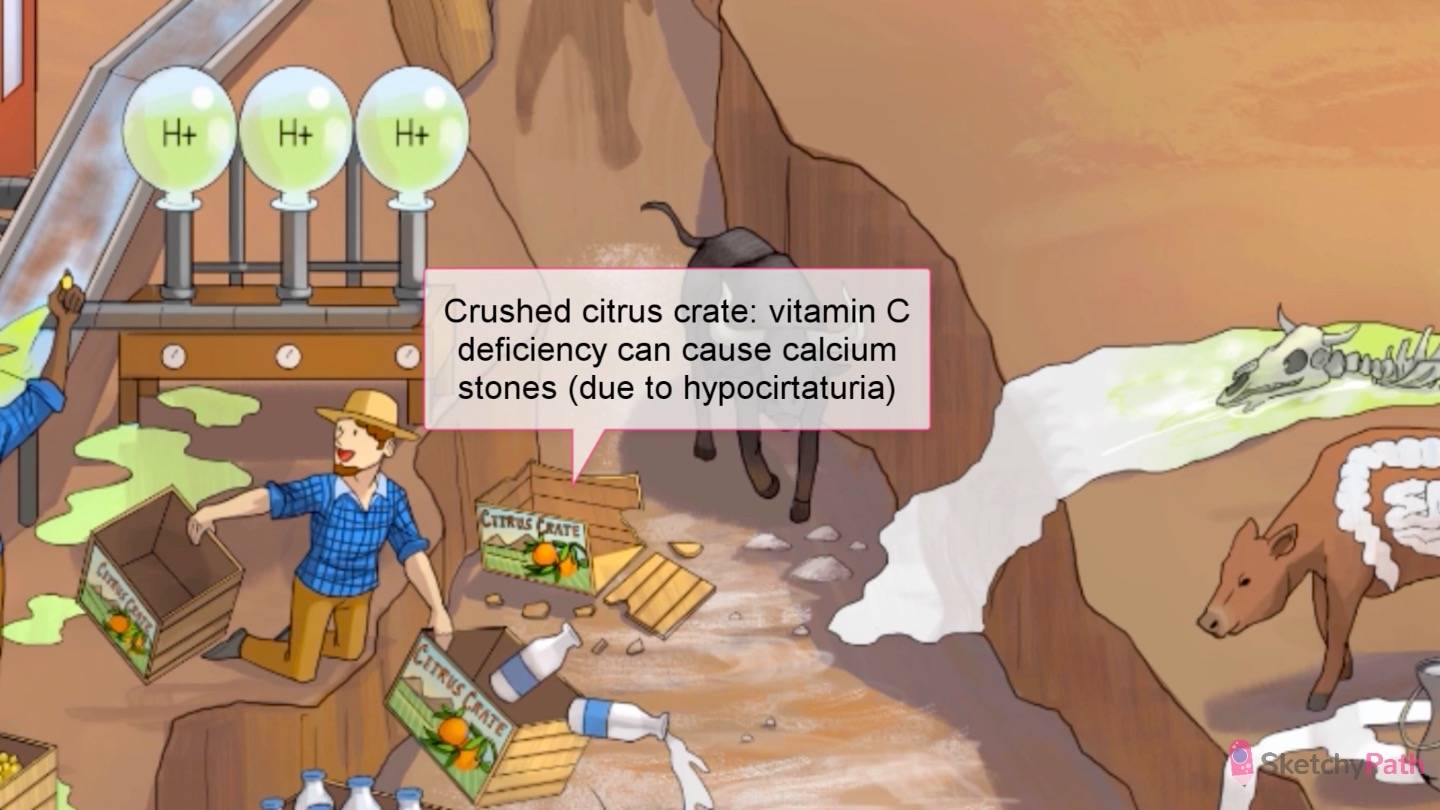 H+ H+ H+
Crushed citrus crate: vitamin C
deficiency can cause calcium
stones (due to hypocirtaturia)
CITRUS CRATE
CITRUS CRATE
CITRUS CRATE
SketchyPath